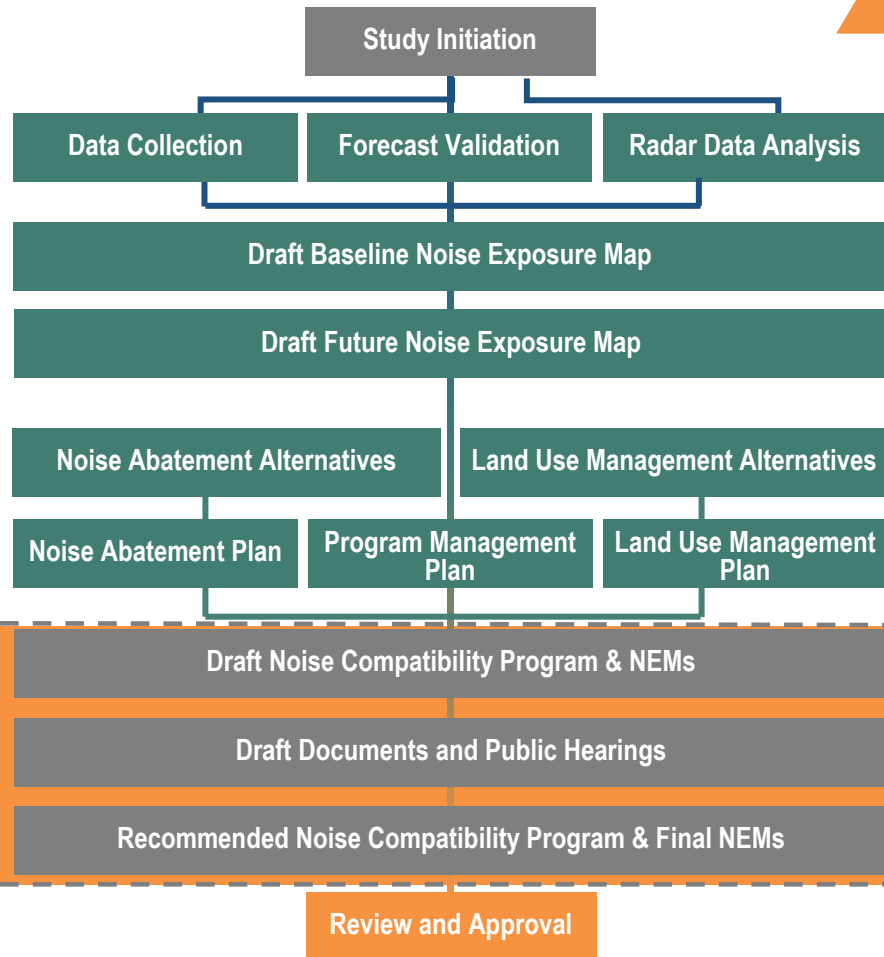 Study Initiation
Data Collection
Forecast Validation
Radar Data Analysis
Draft Baseline Noise Exposure Map
Draft Future Noise Exposure Map
Noise Abatement Alternatives
Land Use Management Alternatives
Noise Abatement Plan
Program Management
Plan
Land Use Management
Plan
Draft Noise Compatibility Program & NEMs
Draft Documents and Public Hearings
Recommended Noise Compatibility Program & Final NEMs
Review and Approval